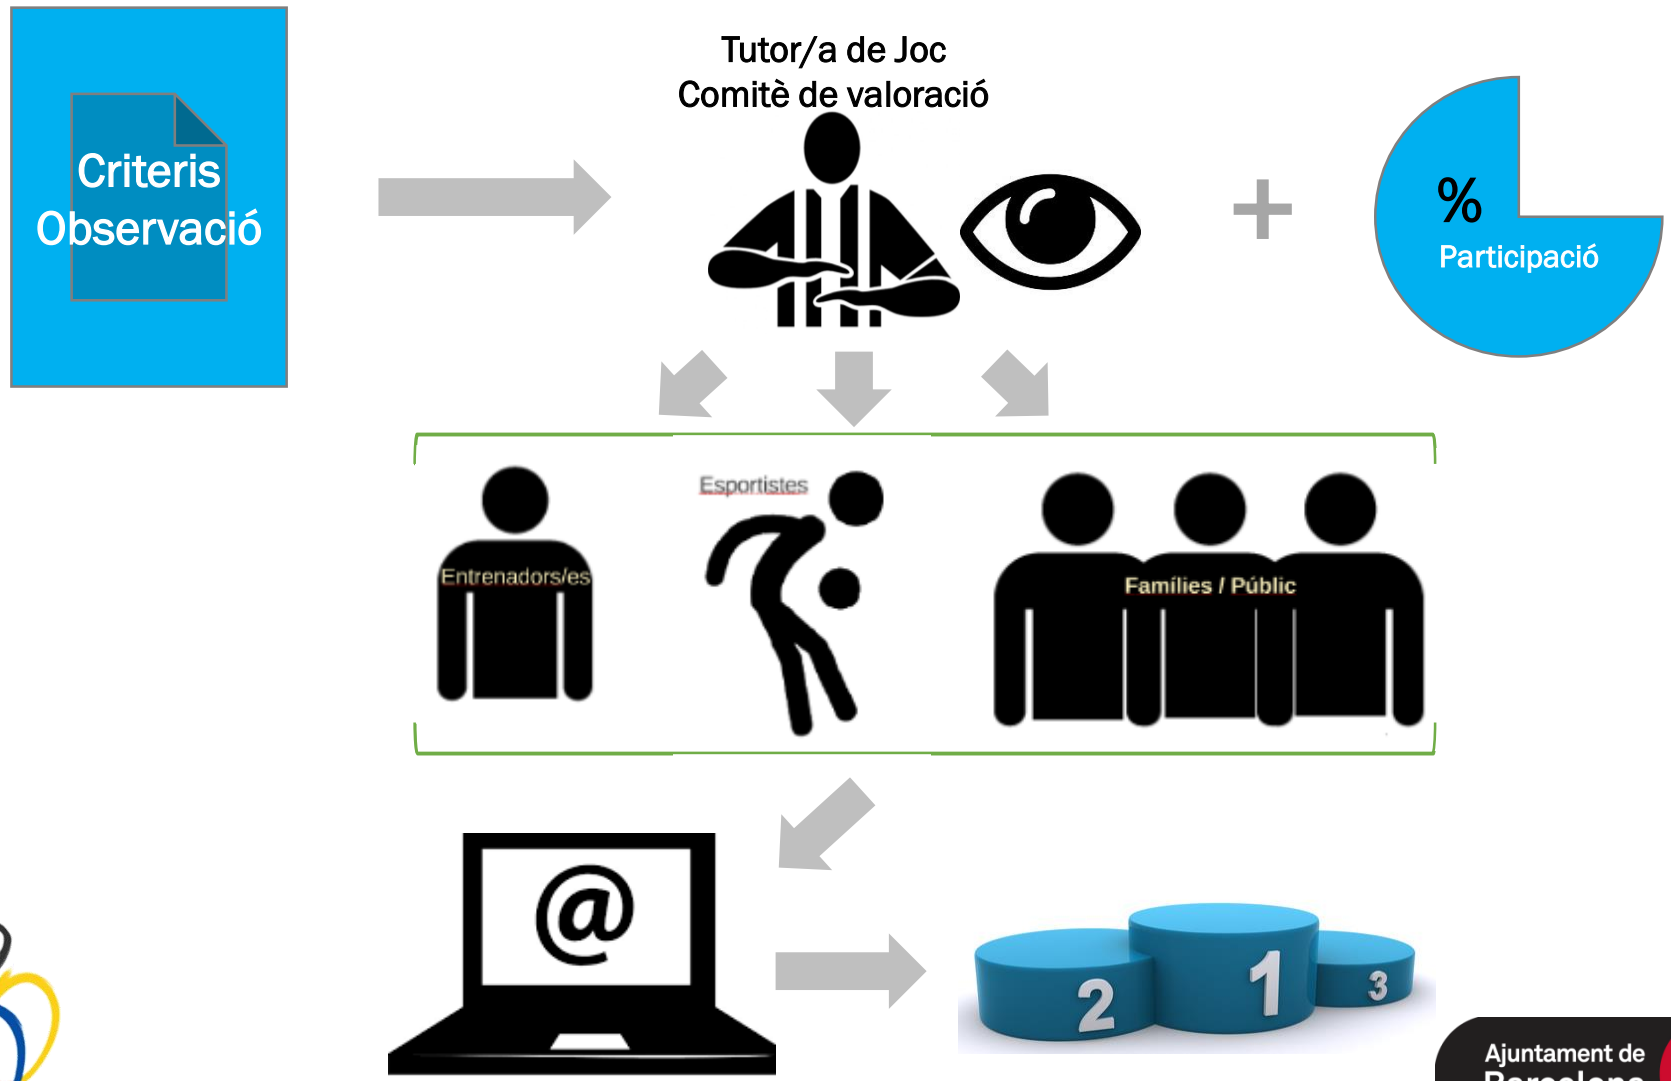 Tutor/a de Joc
Comitè de valoració
Criteris
Observació
%
Participació
Esportistes
Entrenadors/es
Famílies / Públic
@
2
1
3
Ajuntament de
Barcelona